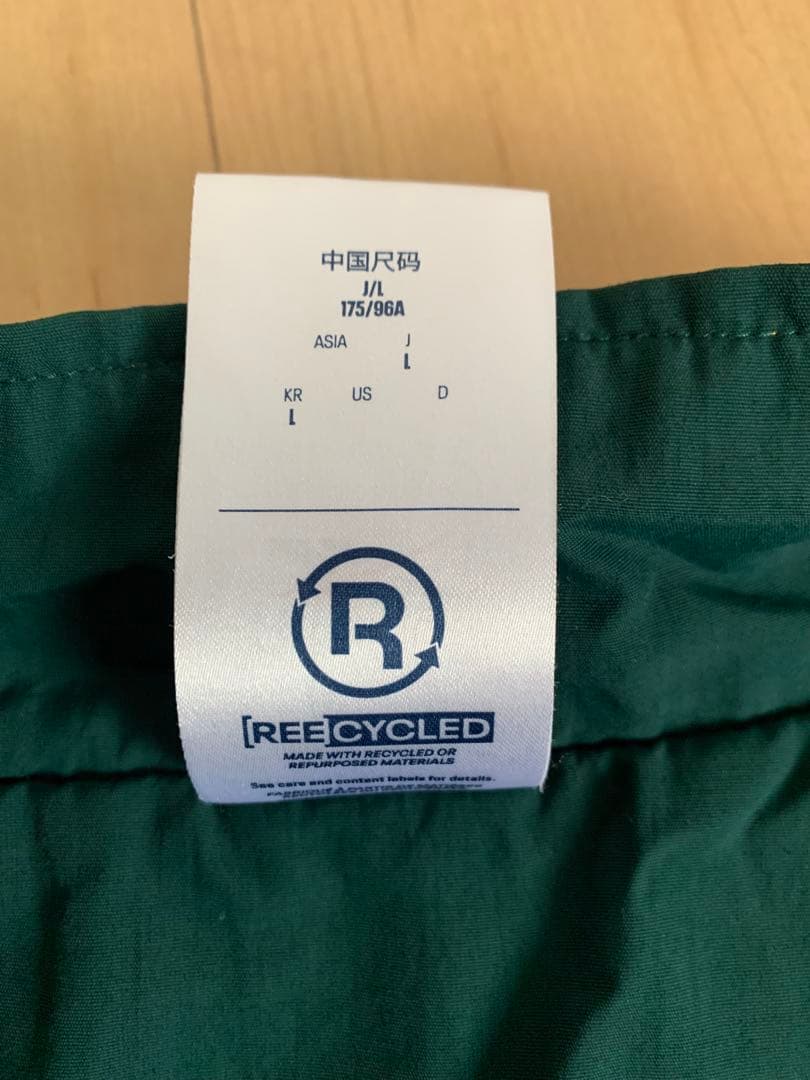 中国尺码
J/L
175/96A
ASIA J
L
KR US D
L
R
[REE]CYCLED
MADE WITH RECYCLED OR
REPURPOSED MATERIALS
See care and content labels for details.